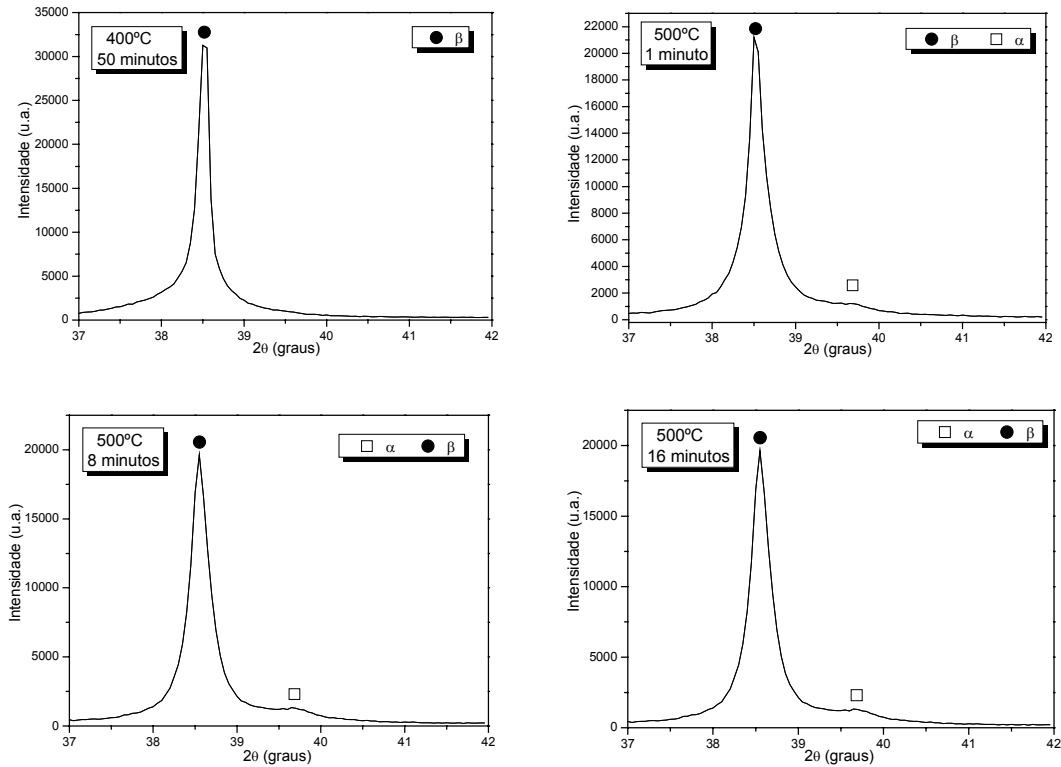 400ºC
50 minutos
β
35000
30000
25000
20000
15000
10000
5000
0
Intensidade (u.a.)
37 38 39 40 41 42
2θ (graus)
500ºC
1 minuto
β α
22000
20000
18000
16000
14000
12000
10000
8000
6000
4000
2000
0
Intensidade (u.a.)
37 38 39 40 41 42
2θ (graus)
500ºC
8 minutos
α β
20000
15000
10000
5000
0
Intensidade (u.a.)
37 38 39 40 41 42
2θ (graus)
500ºC
16 minutos
α β
20000
15000
10000
5000
0
Intensidade (u.a.)
37 38 39 40 41 42
2θ (graus)